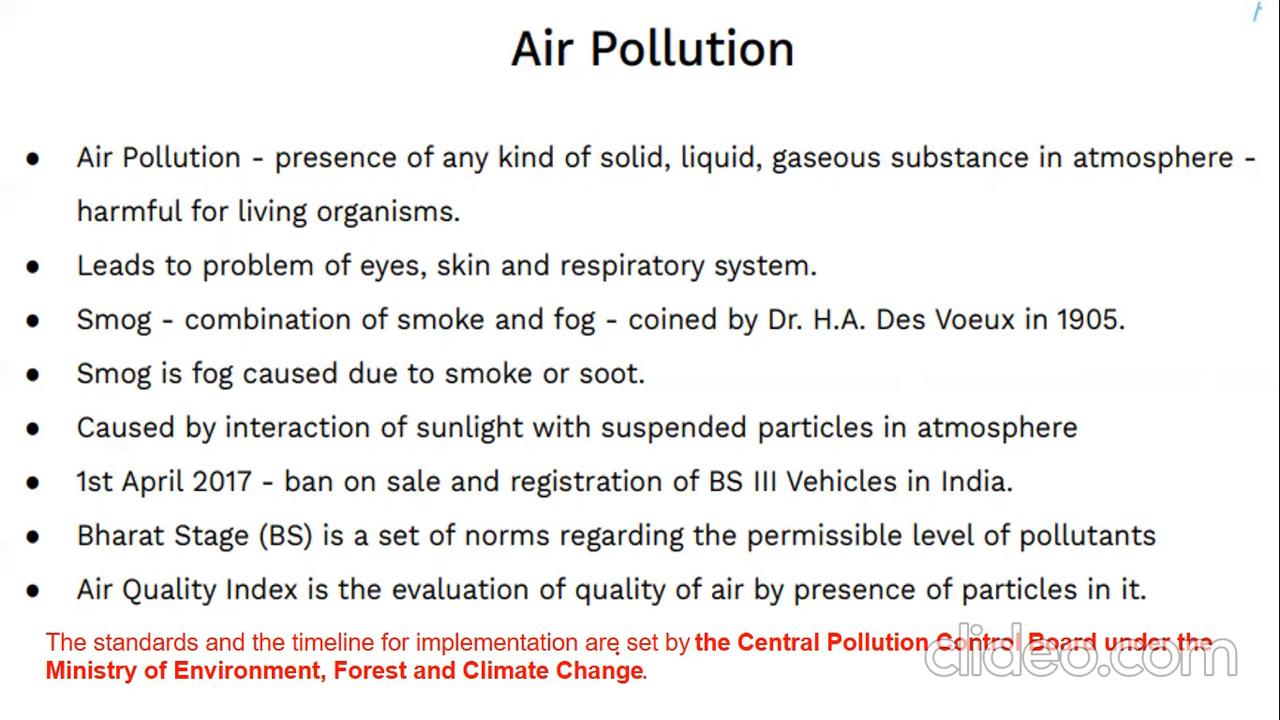 Air Pollution
● Air Pollution - presence of any kind of solid, liquid, gaseous substance in atmosphere -
harmful for living organisms.
● Leads to problem of eyes, skin and respiratory system.
● Smog - combination of smoke and fog - coined by Dr. H.A. Des Voeux in 1905.
● Smog is fog caused due to smoke or soot.
● Caused by interaction of sunlight with suspended particles in atmosphere
● 1st April 2017 - ban on sale and registration of BS III Vehicles in India.
● Bharat Stage (BS) is a set of norms regarding the permissible level of pollutants
● Air Quality Index is the evaluation of quality of air by presence of particles in it.
The standards and the timeline for implementation are set by the Central Pollution Control Board under the
Ministry of Environment, Forest and Climate Change.
clideo.com